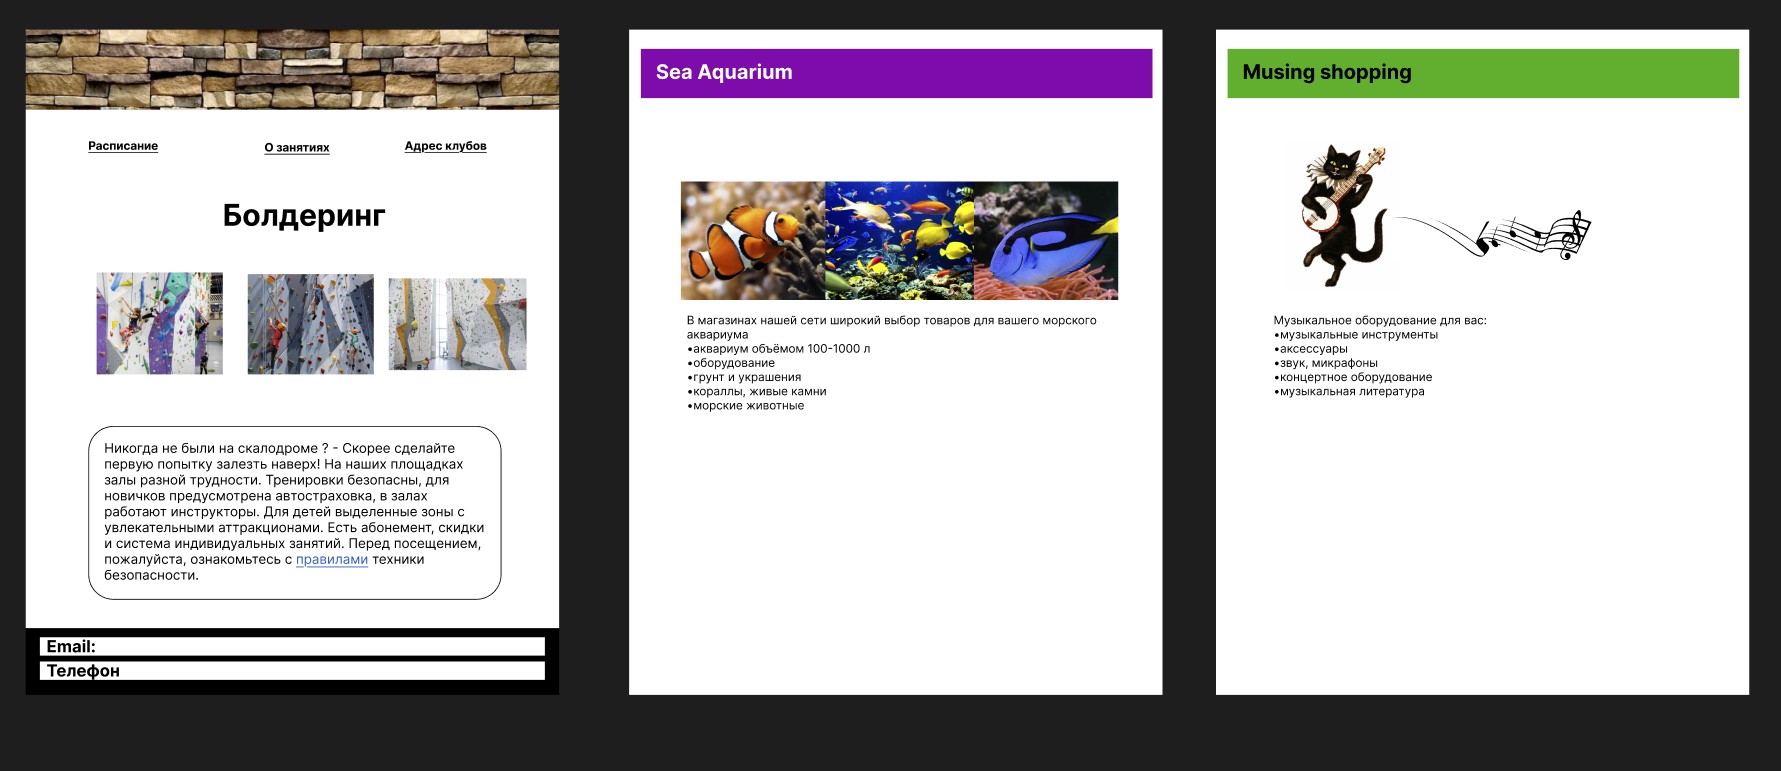 Расписание
О занятиях
Адрес клубов
Болдеринг
Никогда не были на скалодроме ? - Скорее сделайте
первую попытку залезть наверх! На наших площадках
залы разной трудности. Тренировки безопасны, для
новичков предусмотрена автостраховка, в залах
работают инструкторы. Для детей выделенные зоны с
увлекательными аттракционами. Есть абонемент, скидки
и система индивидуальных занятий. Перед посещением,
пожалуйста, ознакомьтесь с правилами техники
безопасности.
Email:
Телефон
Sea Aquarium
В магазинах нашей сети широкий выбор товаров для вашего морского
аквариума
•аквариум объёмом 100-1000 л
•оборудование
•грунт и украшения
•кораллы, живые камни
•морские животные
Musing shopping
Музыкальное оборудование для вас:
•музыкальные инструменты
•аксессуары
•звук, микрофоны
•концертное оборудование
•музыкальная литература